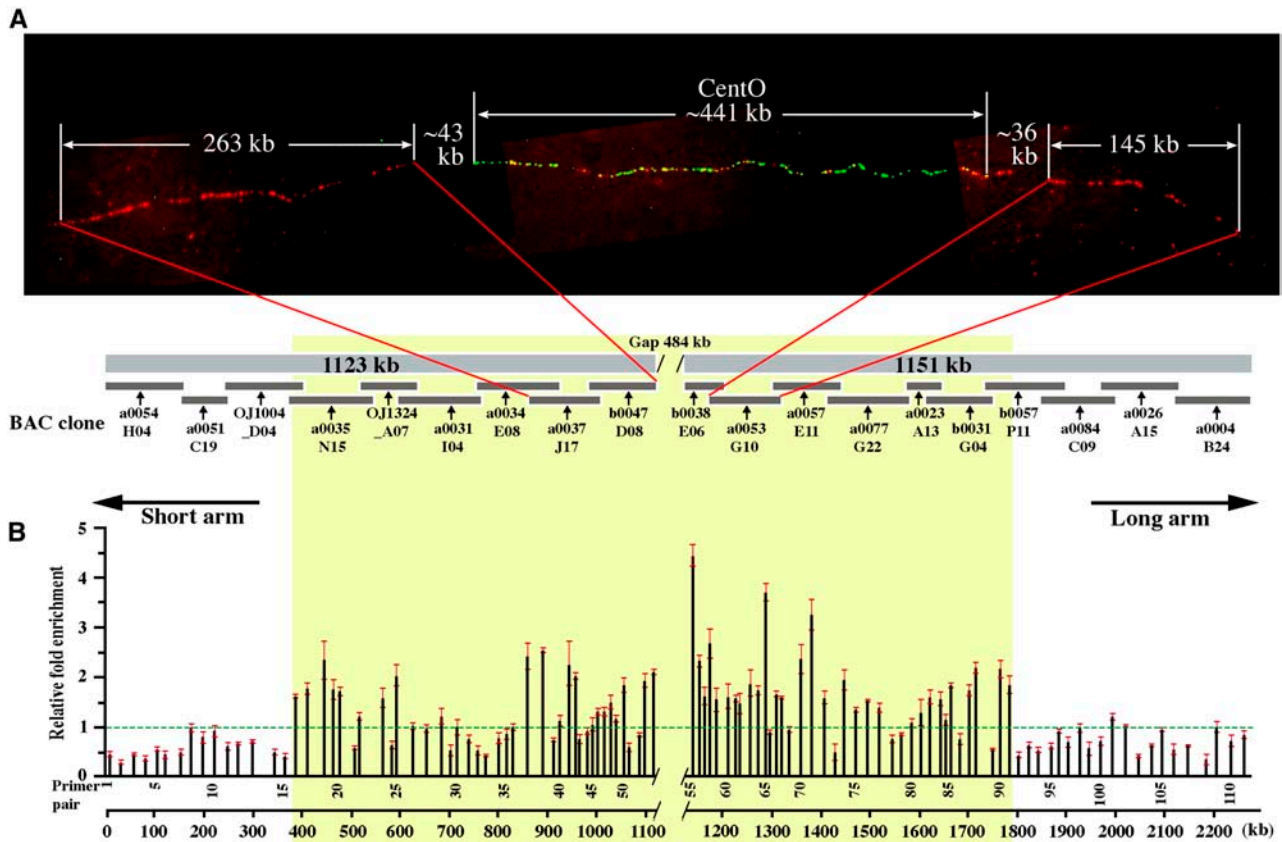 A
CentO
~441 kb
263 kb
~43 kb
~36 kb
145 kb
Gap 484 kb
1123 kb
1151 kb
BAC clone
a0054 H04
a0051 C19
OJ1004 _D04
a0035 N15
OJ1324 _A07
a0031 I04
a0034 E08
a0037 J17
b0047 D08
b0038 E06
a0053 G10
a0057 E11
a0077 G22
a0023 A13
b0031 G04
b0057 P11
a0084 C09
a0026 A15
a0004 B24
Short arm
Long arm
B
Relative fold enrichment
5
4
3
2
1
0
Primer pair
1 5 10 15 20 25 30 35 40 45 50 55 60 65 70 75 80 85 90 95 100 105 110
0 100 200 300 400 500 600 700 800 900 1000 1100 1200 1300 1400 1500 1600 1700 1800 1900 2000 2100 2200 (kb)